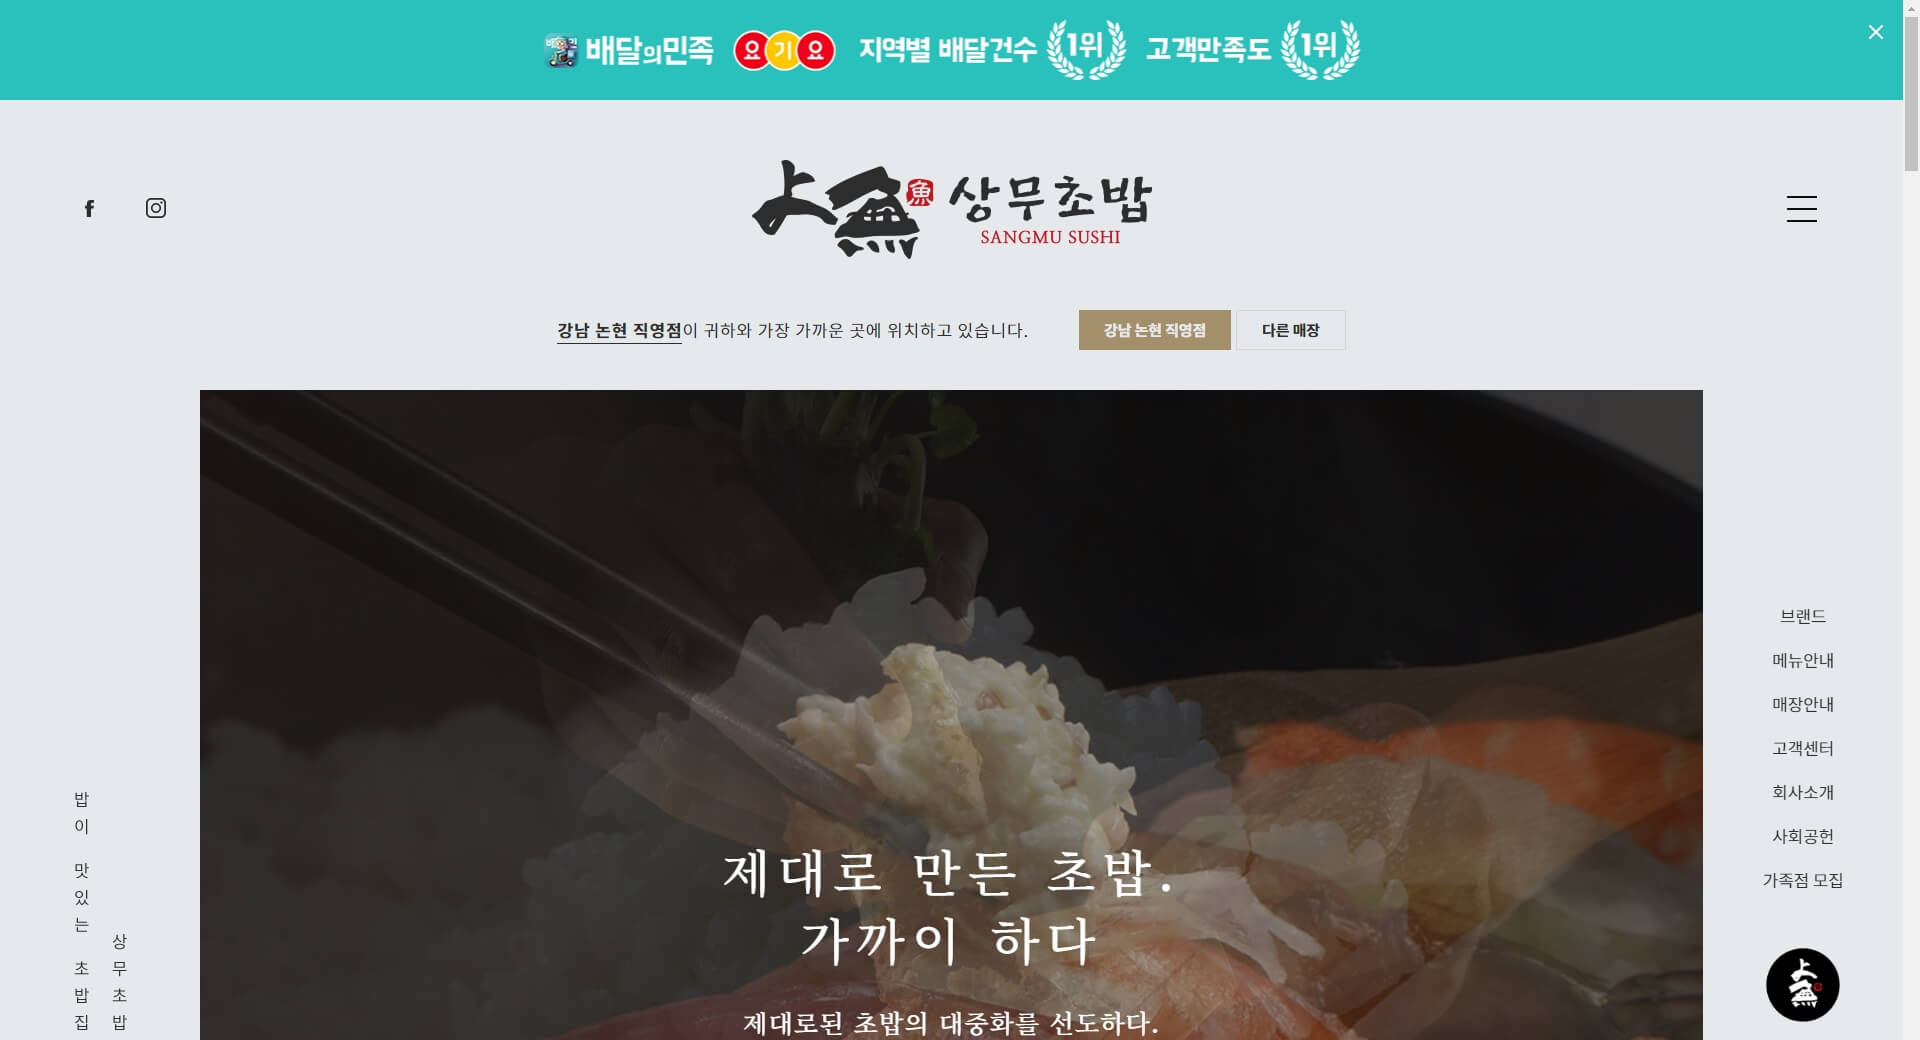 배달의민족 요기요 지역별 배달건수 1위 고객만족도 1위
上無 魚 상무초밥
SANGMU SUSHI
강남 논현 직영점이 귀하와 가장 가까운 곳에 위치하고 있습니다.
강남 논현 직영점
다른 매장
제대로 만든 초밥.
가까이 하다
제대로된 초밥의 대중화를 선도하다.
밥이 맛있는 초밥집
상무초밥
브랜드
메뉴안내
매장안내
고객센터
회사소개
사회공헌
가족점 모집
上無